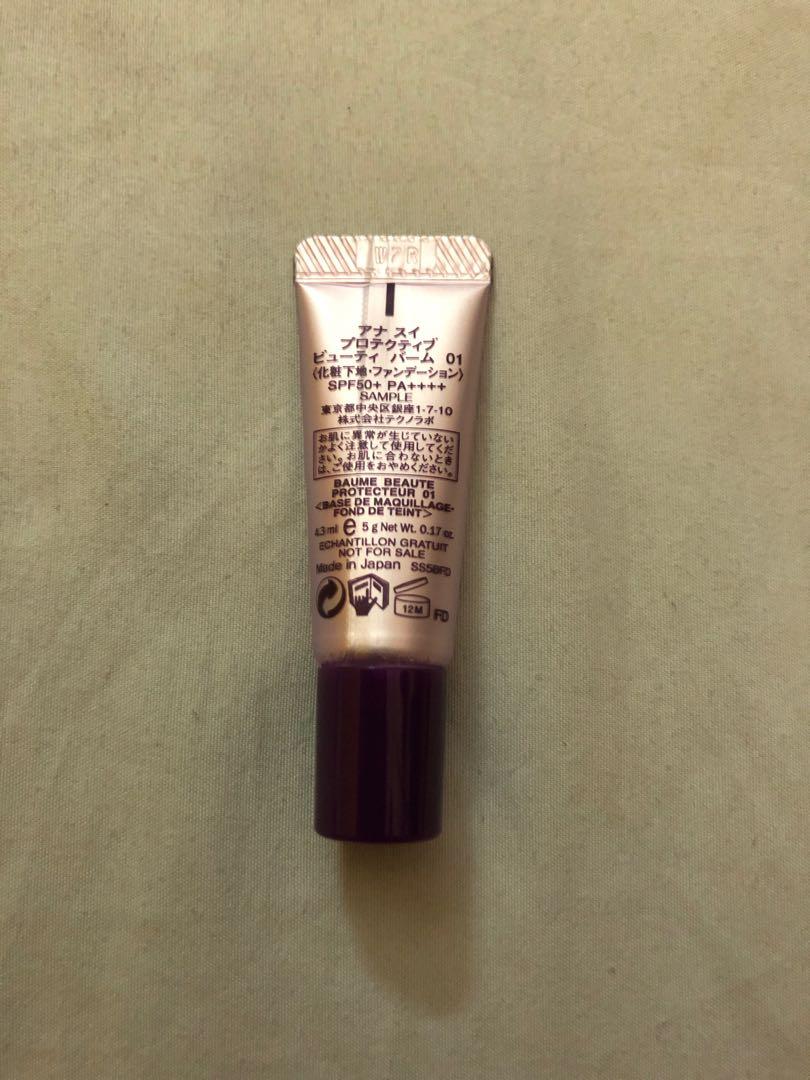 W7R
アナ スイ
プロテクティブ
ビューティ バーム 01
〈化粧下地・ファンデーション〉
SPF50+ PA++++
SAMPLE
東京都中央区銀座1-7-10
株式会社テクノラボ
お肌に異常が生じていない
かよく注意して使用してくだ
さい。お肌に合わないとき
は、ご使用をおやめください。
BAUME BEAUTE
PROTECTEUR 01
<BASE DE MAQUILLAGE-
FOND DE TEINT>
4.3ml e 5g Net Wt. 0.17 oz.
ECHANTILLON GRATUIT
NOT FOR SALE
Made in Japan SS5BFD
12M FD